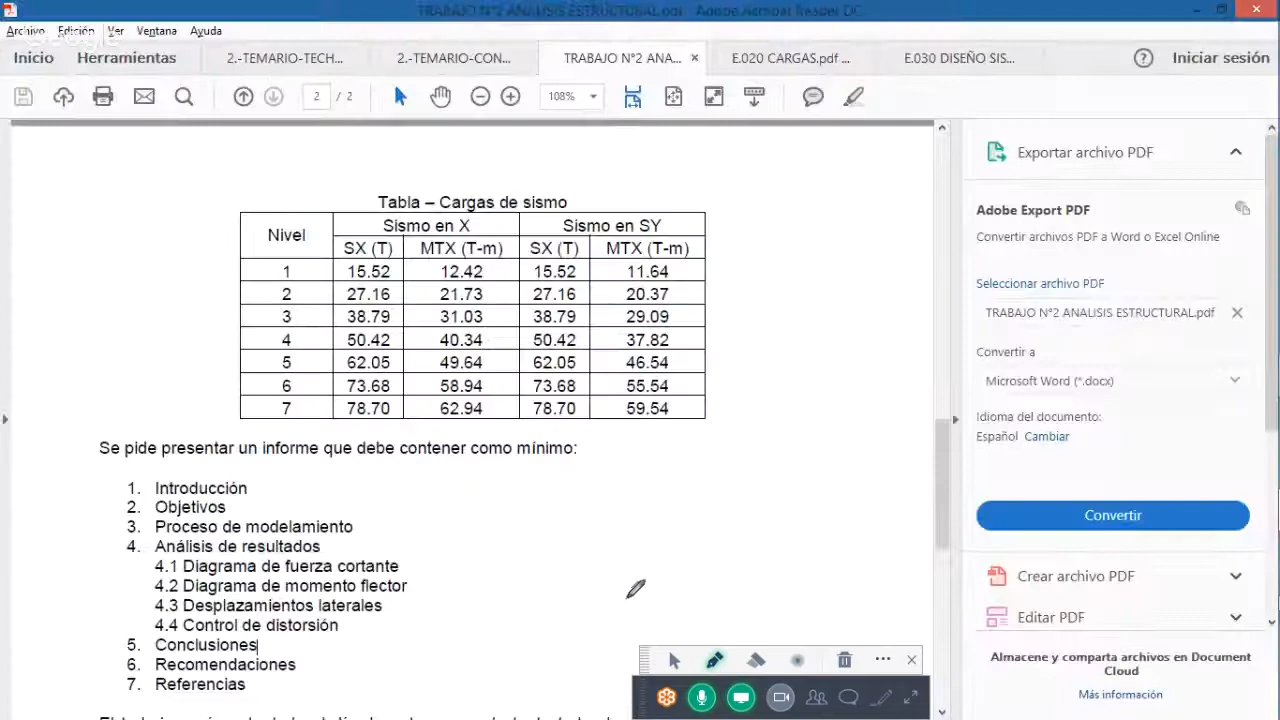 TRABAJO N°2 ANALISIS ESTRUCTURAL.pdf - Adobe Acrobat Reader DC
Archivo Edición Ver Ventana Ayuda
Inicio Herramientas 2.-TEMARIO-TECH... 2.-TEMARIO-CON... TRABAJO N°2 ANA... × E.020 CARGAS.pdf ... E.030 DISEÑO SIS... Iniciar sesión
2 / 2 108%
Tabla – Cargas de sismo
Nivel Sismo en X Sismo en SY
SX (T) MTX (T-m) SX (T) MTX (T-m)
1 15.52 12.42 15.52 11.64
2 27.16 21.73 27.16 20.37
3 38.79 31.03 38.79 29.09
4 50.42 40.34 50.42 37.82
5 62.05 49.64 62.05 46.54
6 73.68 58.94 73.68 55.54
7 78.70 62.94 78.70 59.54
Se pide presentar un informe que debe contener como mínimo:
1. Introducción
2. Objetivos
3. Proceso de modelamiento
4. Análisis de resultados
4.1 Diagrama de fuerza cortante
4.2 Diagrama de momento flector
4.3 Desplazamientos laterales
4.4 Control de distorsión
5. Conclusiones
6. Recomendaciones
7. Referencias
Exportar archivo PDF
Adobe Export PDF
Convertir archivos PDF a Word o Excel Online
Seleccionar archivo PDF
TRABAJO N°2 ANALISIS ESTRUCTURAL.pdf
Convertir a
Microsoft Word (*.docx)
Idioma del documento:
Español Cambiar
Convertir
Crear archivo PDF
Editar PDF
Almacene y comparta archivos en Document
Cloud
Más información